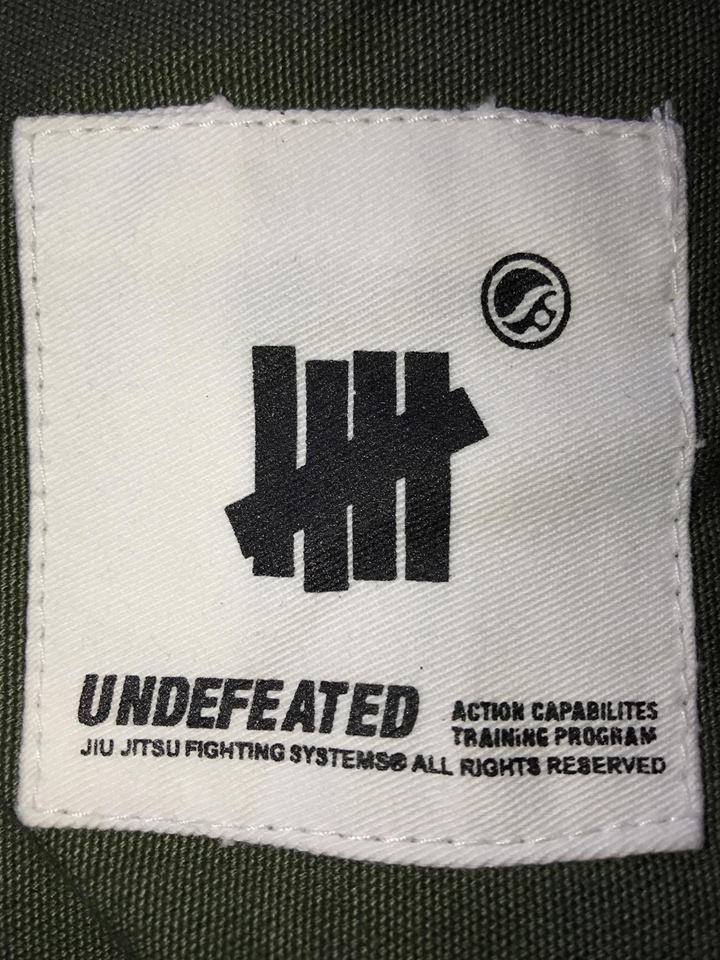 UNDEFEATED
ACTION CAPABILITES
TRAINING PROGRAM
JIU JITSU FIGHTING SYSTEMS® ALL RIGHTS RESERVED